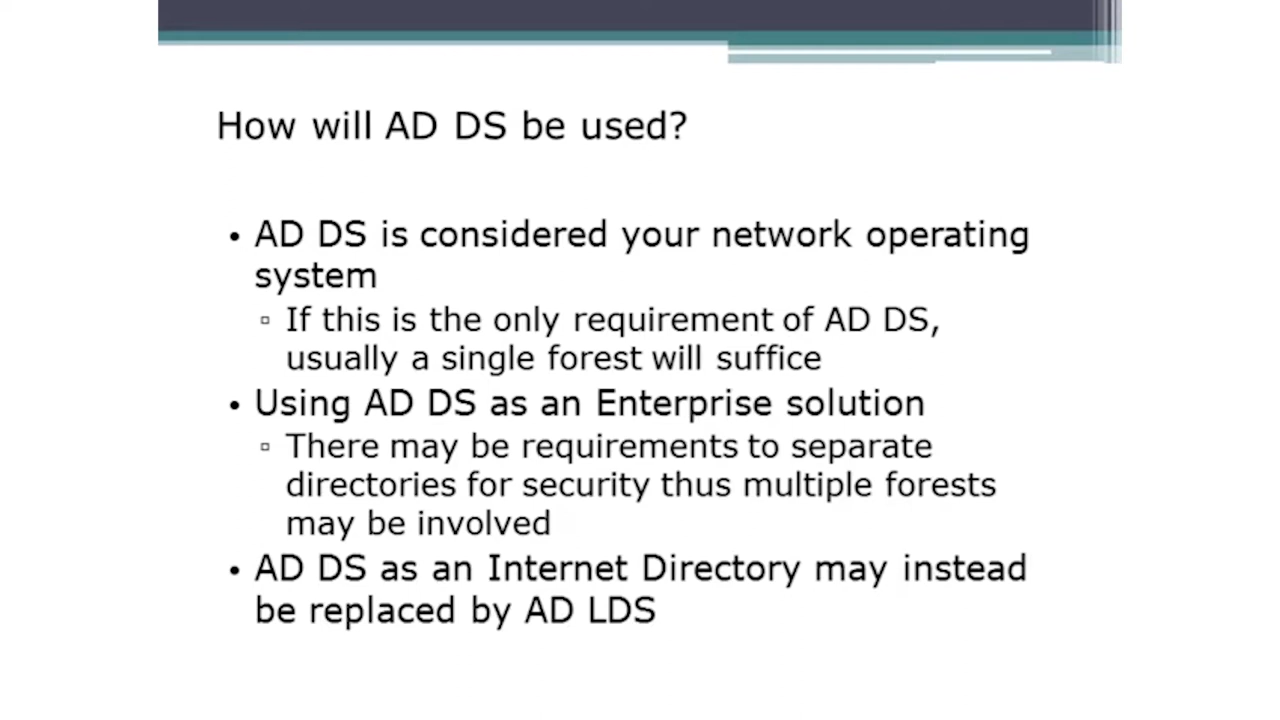 How will AD DS be used?
• AD DS is considered your network operating
system
▫ If this is the only requirement of AD DS,
usually a single forest will suffice
• Using AD DS as an Enterprise solution
▫ There may be requirements to separate
directories for security thus multiple forests
may be involved
• AD DS as an Internet Directory may instead
be replaced by AD LDS